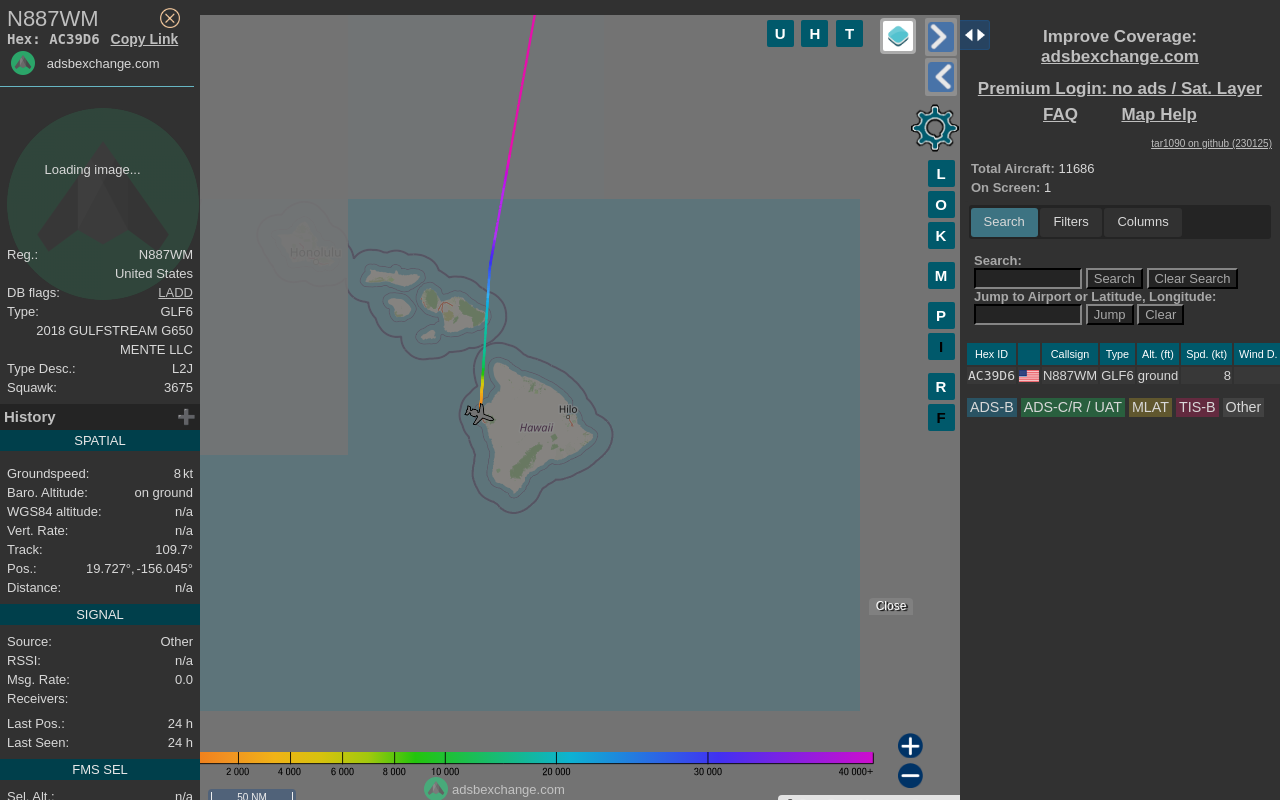 N887WM
Hex: AC39D6 Copy Link
adsbexchange.com
Loading image...
Reg.: N887WM
United States
DB flags: LADD
Type: GLF6
2018 GULFSTREAM G650
MENTE LLC
Type Desc.: L2J
Squawk: 3675
History
SPATIAL
Groundspeed: 8 kt
Baro. Altitude: on ground
WGS84 altitude: n/a
Vert. Rate: n/a
Track: 109.7°
Pos.: 19.727°, -156.045°
Distance: n/a
SIGNAL
Source: Other
RSSI: n/a
Msg. Rate: 0.0
Receivers:
Last Pos.: 24 h
Last Seen: 24 h
FMS SEL
Sel. Alt.: n/a
U H T
L
O
K
M
P
I
R
F
Honolulu
Hilo
Hawaii
Close
2 000 4 000 6 000 8 000 10 000 20 000 30 000 40 000+
adsbexchange.com
50 NM
Improve Coverage:
adsbexchange.com
Premium Login: no ads / Sat. Layer
FAQ Map Help
tar1090 on github (230125)
Total Aircraft: 11686
On Screen: 1
Search Filters Columns
Search:
Search Clear Search
Jump to Airport or Latitude, Longitude:
Jump Clear
Hex ID Callsign Type Alt. (ft) Spd. (kt) Wind D.
AC39D6 N887WM GLF6 ground 8
ADS-B ADS-C/R / UAT MLAT TIS-B Other